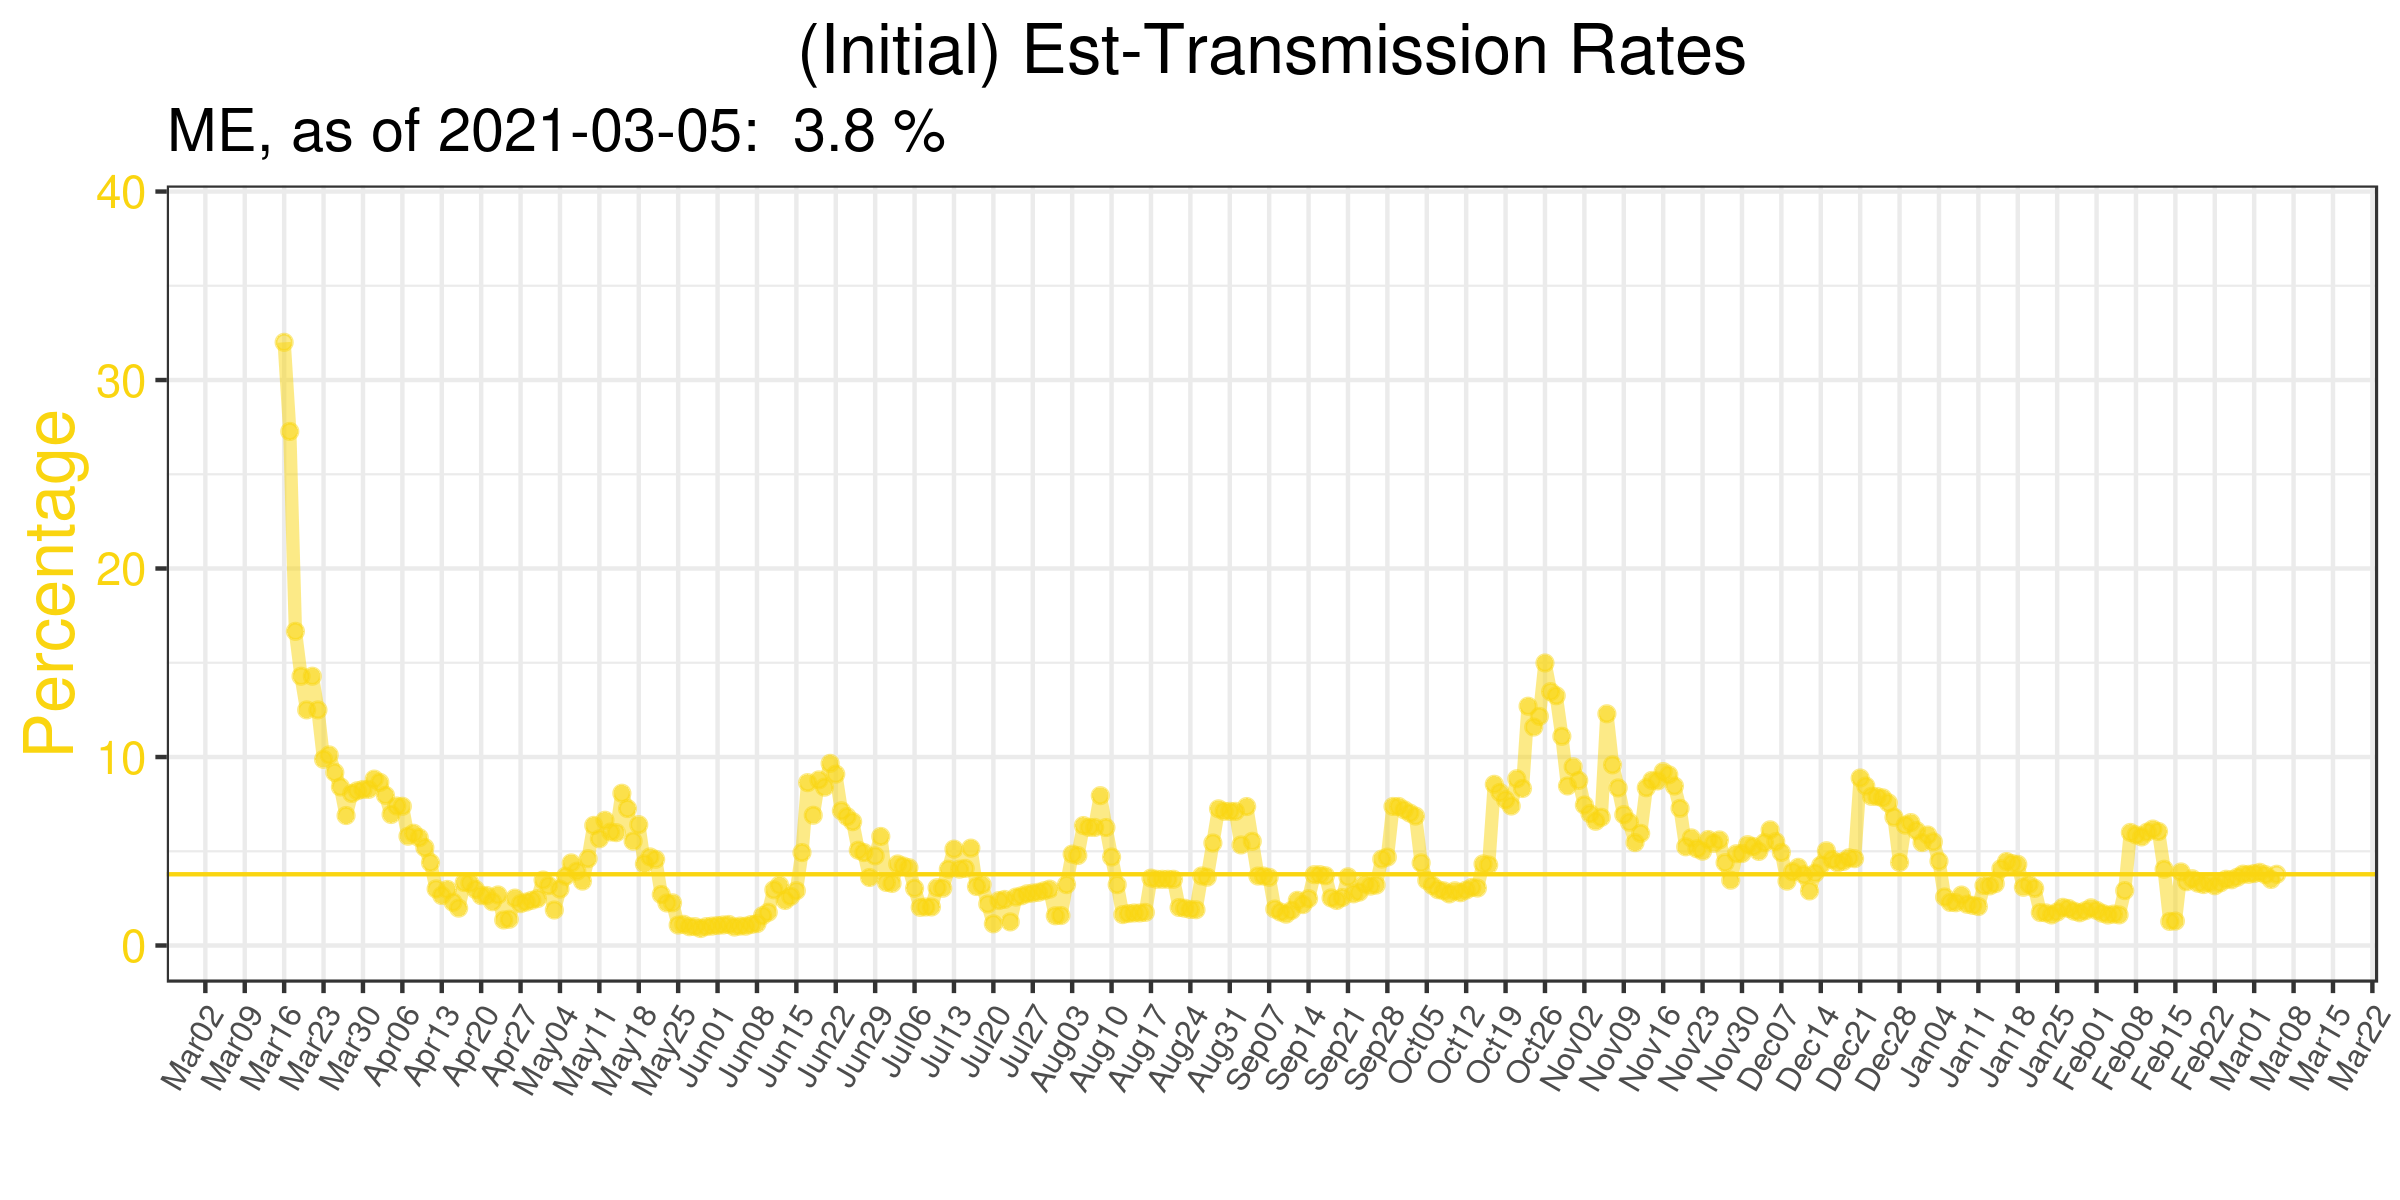 (Initial) Est-Transmission Rates
ME, as of 2021-03-05:  3.8 %
Percentage
40
30
20
10
0
Mar02
Mar09
Mar16
Mar23
Mar30
Apr06
Apr13
Apr20
Apr27
May04
May11
May18
May25
Jun01
Jun08
Jun15
Jun22
Jun29
Jul06
Jul13
Jul20
Jul27
Aug03
Aug10
Aug17
Aug24
Aug31
Sep07
Sep14
Sep21
Sep28
Oct05
Oct12
Oct19
Oct26
Nov02
Nov09
Nov16
Nov23
Nov30
Dec07
Dec14
Dec21
Dec28
Jan04
Jan11
Jan18
Jan25
Feb01
Feb08
Feb15
Feb22
Mar01
Mar08
Mar15
Mar22